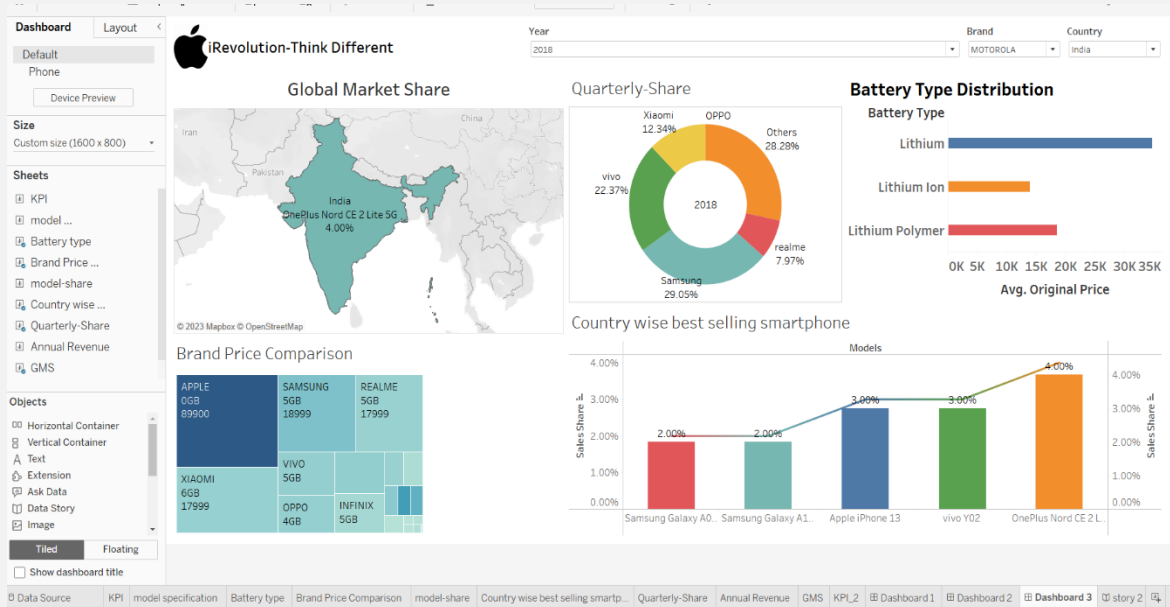 Dashboard
Layout
Default
Phone
Device Preview
Size
Custom size (1600 x 800)
Sheets
KPI
model ...
Battery type
Brand Price ...
model-share
Country wise ...
Quarterly-Share
Annual Revenue
GMS
Objects
Horizontal Container
Vertical Container
Text
Extension
Ask Data
Data Story
Image
Tiled
Floating
Show dashboard title
iRevolution-Think Different
Year
2018
Brand
MOTOROLA
Country
India
Global Market Share
Iran
China
Pakistan
India
OnePlus Nord CE 2 Lite 5G
4.00%
© 2023 Mapbox © OpenStreetMap
Quarterly-Share
Xiaomi
12.34%
OPPO
Others
28.28%
vivo
22.37%
2018
realme
7.97%
Samsung
29.05%
Battery Type Distribution
Battery Type
Lithium
Lithium Ion
Lithium Polymer
0K 5K 10K 15K 20K 25K 30K 35K
Avg. Original Price
Brand Price Comparison
APPLE
0GB
89900
SAMSUNG
5GB
18999
REALME
5GB
17999
XIAOMI
6GB
17999
VIVO
5GB
OPPO
4GB
INFINIX
5GB
Country wise best selling smartphone
Models
4.00%
3.00%
2.00%
1.00%
0.00%
Sales Share
2.00%
2.00%
3.00%
3.00%
4.00%
4.00%
3.00%
2.00%
1.00%
0.00%
Sales Share
Samsung Galaxy A0..
Samsung Galaxy A1..
Apple iPhone 13
vivo Y02
OnePlus Nord CE 2 L..
Data Source
KPI
model specification
Battery type
Brand Price Comparison
model-share
Country wise best selling smartp...
Quarterly-Share
Annual Revenue
GMS
KPI_2
Dashboard 1
Dashboard 2
Dashboard 3
story 2